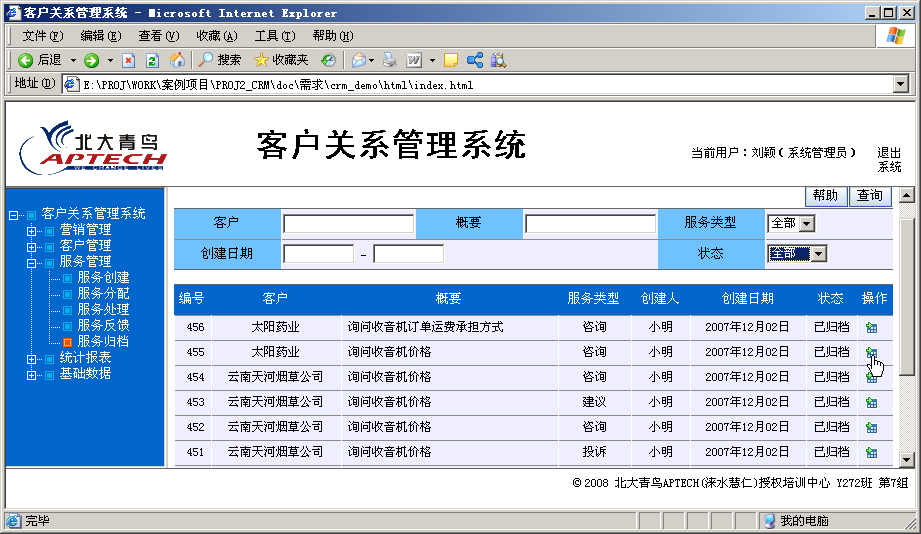 客户关系管理系统 - Microsoft Internet Explorer
文件(F) 编辑(E) 查看(V) 收藏(A) 工具(T) 帮助(H)
后退 搜索 收藏夹
地址(D) E:\PROJ\WORK\案例项目\PROJ2_CRM\doc\需求\crm_demo\html\index.html
北大青鸟
APTECH
WE CHANGE LIVES
客户关系管理系统
当前用户：刘颖（系统管理员） 退出系统
帮助 查询
客户关系管理系统
营销管理
客户管理
服务管理
服务创建
服务分配
服务处理
服务反馈
服务归档
统计报表
基础数据
客户 概要 服务类型 全部
创建日期 - 状态 全部
编号 客户 概要 服务类型 创建人 创建日期 状态 操作
456 太阳药业 询问收音机订单运费承担方式 咨询 小明 2007年12月02日 已归档
455 太阳药业 询问收音机价格 咨询 小明 2007年12月02日 已归档
454 云南天河烟草公司 询问收音机价格 咨询 小明 2007年12月02日 已归档
453 云南天河烟草公司 询问收音机价格 建议 小明 2007年12月02日 已归档
452 云南天河烟草公司 询问收音机价格 咨询 小明 2007年12月02日 已归档
451 云南天河烟草公司 询问收音机价格 投诉 小明 2007年12月02日 已归档
©2008 北大青鸟APTECH(涞水慧仁)授权培训中心 Y272班 第7组
完毕 我的电脑